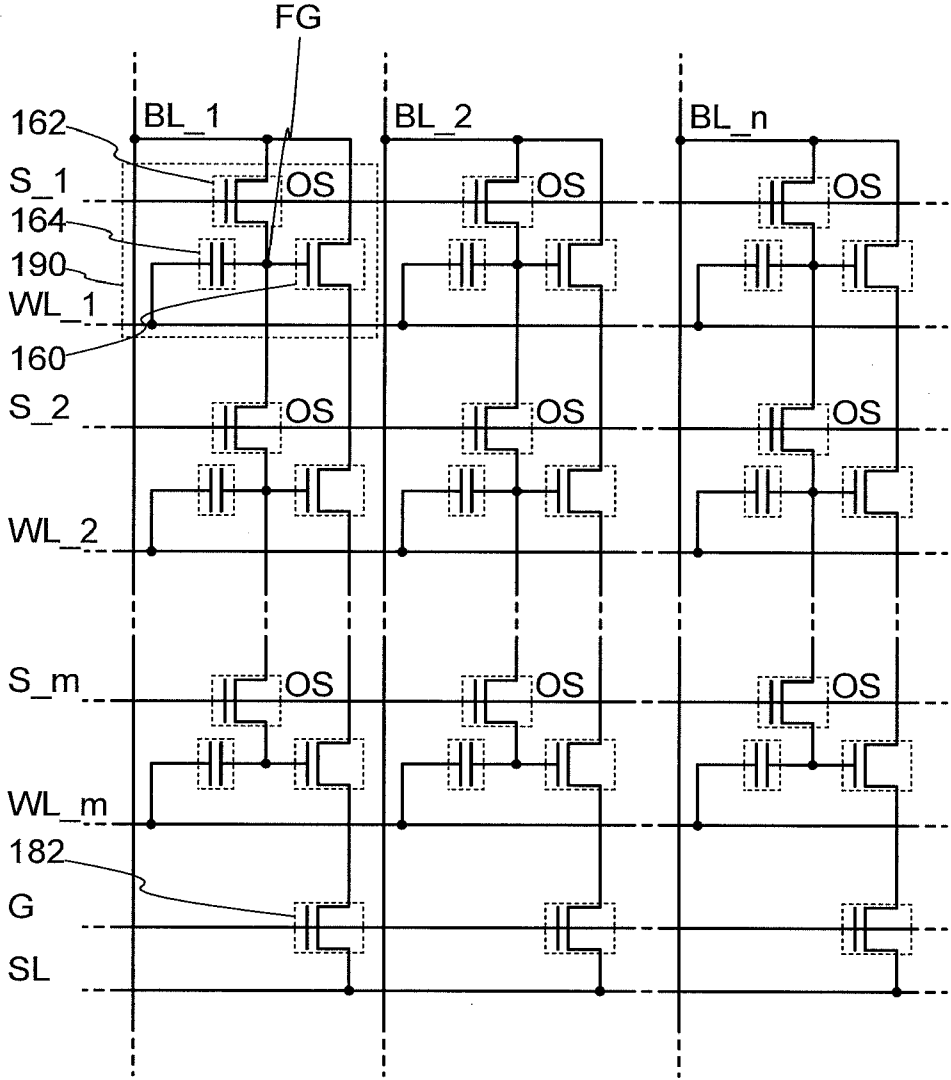 FG
BL_1 BL_2 BL_n
162
S_1 OS OS OS
164
190
WL_1
160
S_2 OS OS OS
WL_2
S_m OS OS OS
WL_m
182
G
SL